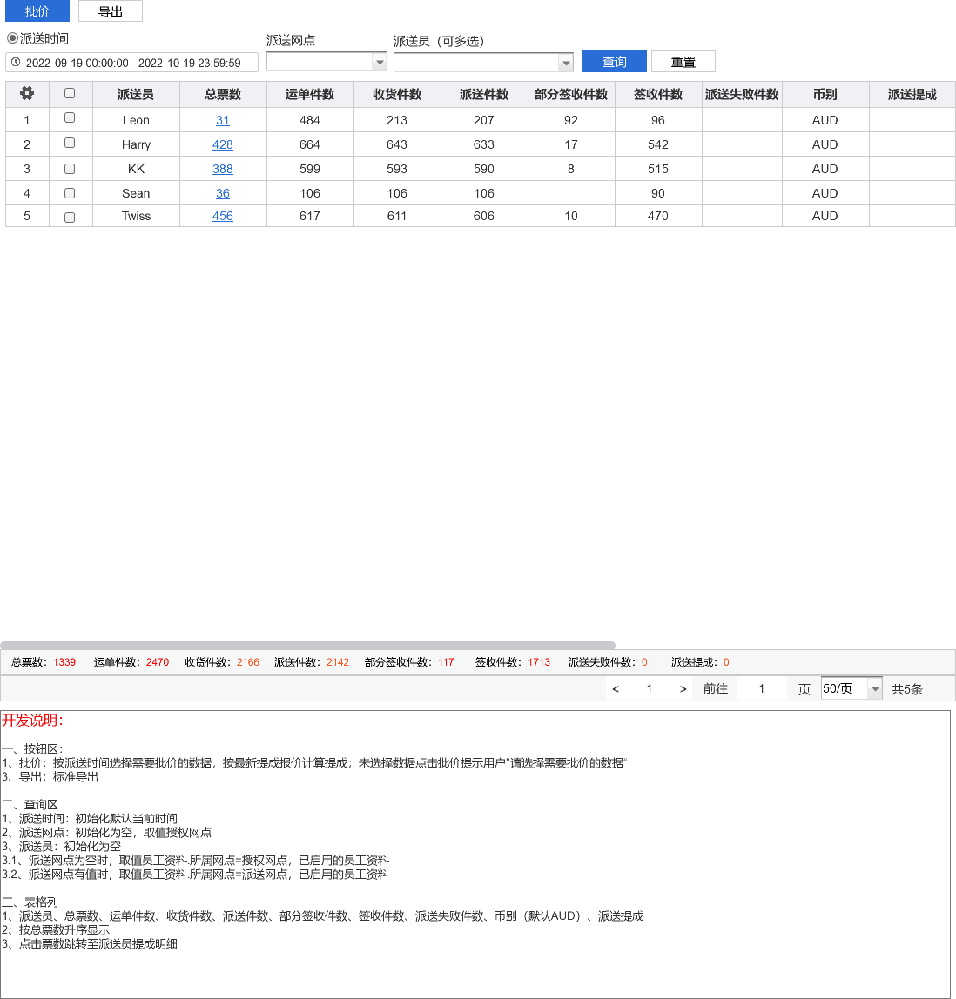 批价 导出
派送时间 派送网点 派送员（可多选）
2022-09-19 00:00:00 - 2022-10-19 23:59:59 查询 重置
派送员 总票数 运单件数 收货件数 派送件数 部分签收件数 签收件数 派送失败件数 币别 派送提成
1 Leon 31 484 213 207 92 96 AUD
2 Harry 428 664 643 633 17 542 AUD
3 KK 388 599 593 590 8 515 AUD
4 Sean 36 106 106 106 90 AUD
5 Twiss 456 617 611 606 10 470 AUD
总票数：1339 运单件数：2470 收货件数：2166 派送件数：2142 部分签收件数：117 签收件数：1713 派送失败件数：0 派送提成：0
< 1 > 前往 1 页 50/页 共5条
开发说明：
一、按钮区：
1、批价：按派送时间选择需要批价的数据，按最新提成报价计算提成；未选择数据点击批价提示用户”请选择需要批价的数据“
3、导出：标准导出
二、查询区
1、派送时间：初始化默认当前时间
2、派送网点：初始化为空，取值授权网点
3、派送员：初始化为空
3.1、派送网点为空时，取值员工资料.所属网点=授权网点，已启用的员工资料
3.2、派送网点有值时，取值员工资料.所属网点=派送网点，已启用的员工资料
三、表格列
1、派送员、总票数、运单件数、收货件数、派送件数、部分签收件数、签收件数、派送失败件数、币别（默认AUD）、派送提成
2、按总票数升序显示
3、点击票数跳转至派送员提成明细